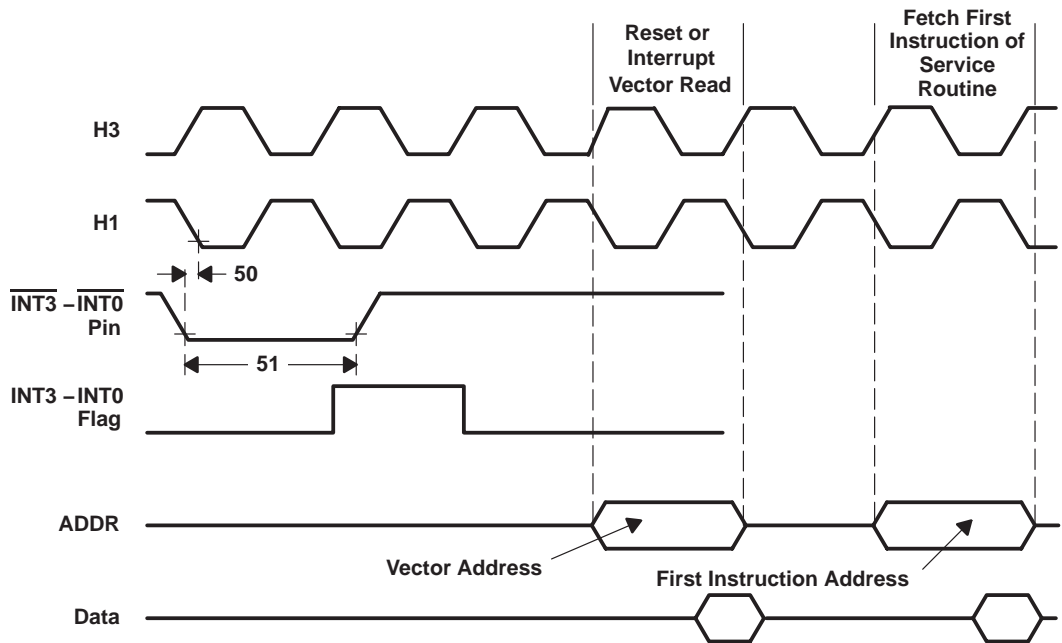 Reset or
Interrupt
Vector Read
Fetch First
Instruction of
Service
Routine
H3
H1
50
INT3 –INT0
Pin
51
INT3 –INT0
Flag
ADDR
Vector Address
First Instruction Address
Data